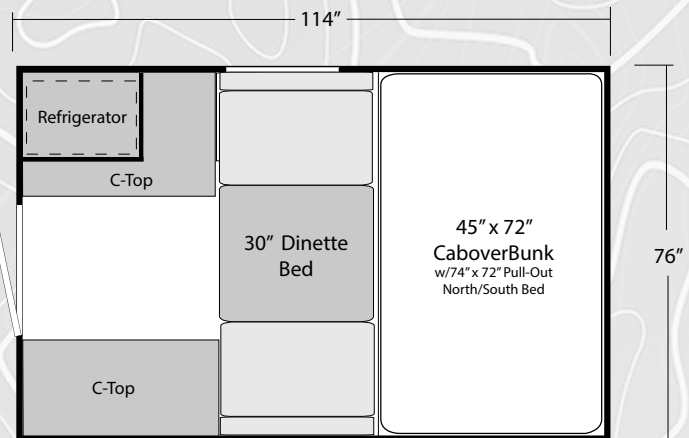 114”
Refrigerator
C-Top
30” Dinette
Bed
45” x 72”
CaboverBunk
w/74” x 72” Pull-Out
North/South Bed
76”
C-Top